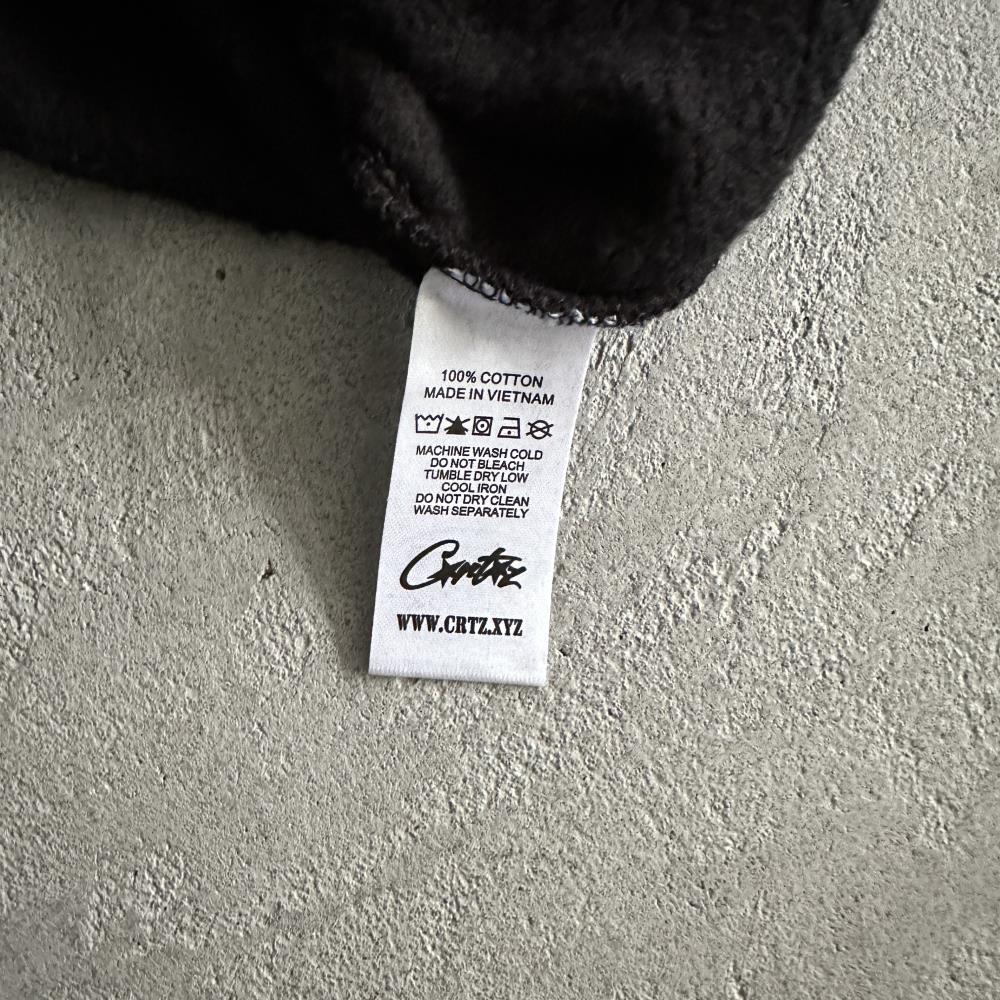 100% COTTON
MADE IN VIETNAM
MACHINE WASH COLD
DO NOT BLEACH
TUMBLE DRY LOW
COOL IRON
DO NOT DRY CLEAN
WASH SEPARATELY
Crrtrz
WWW.CRTZ.XYZ